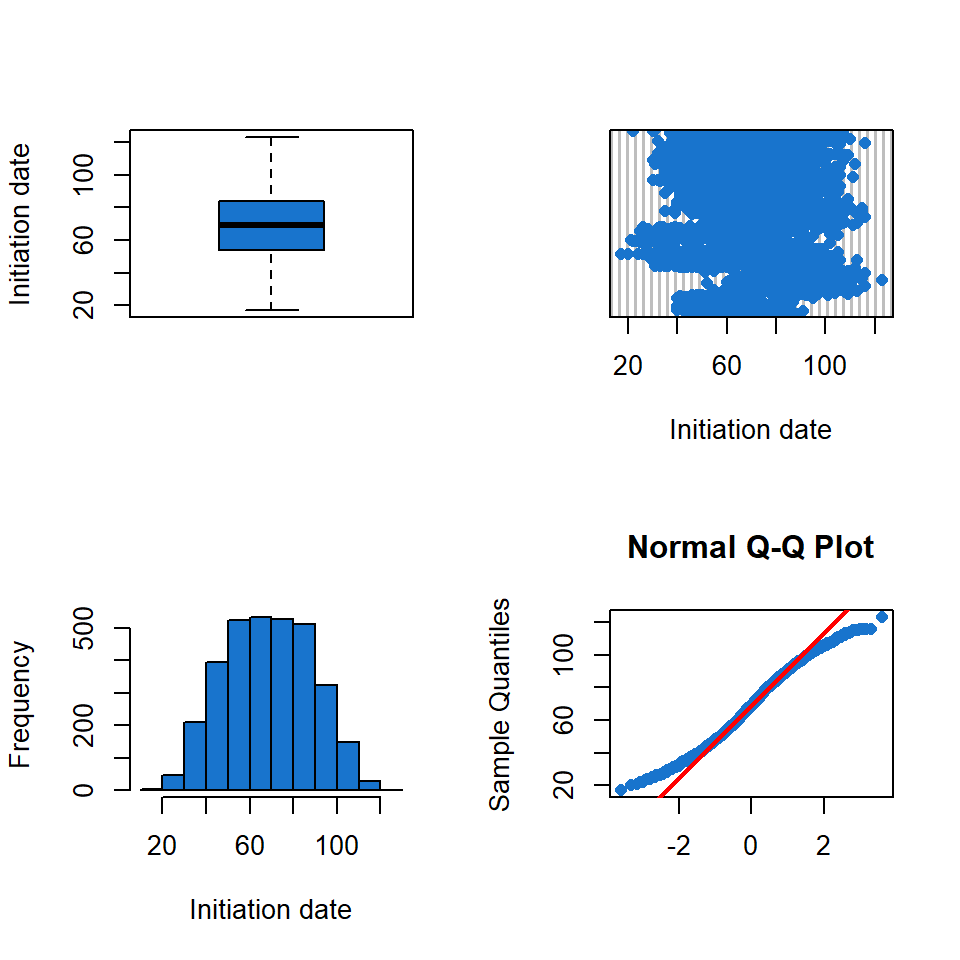 Initiation date
20 60 100
20 60 100
Initiation date
Frequency
0 200 500
20 60 100
Initiation date
Normal Q-Q Plot
Sample Quantiles
20 60 100
-2 0 2